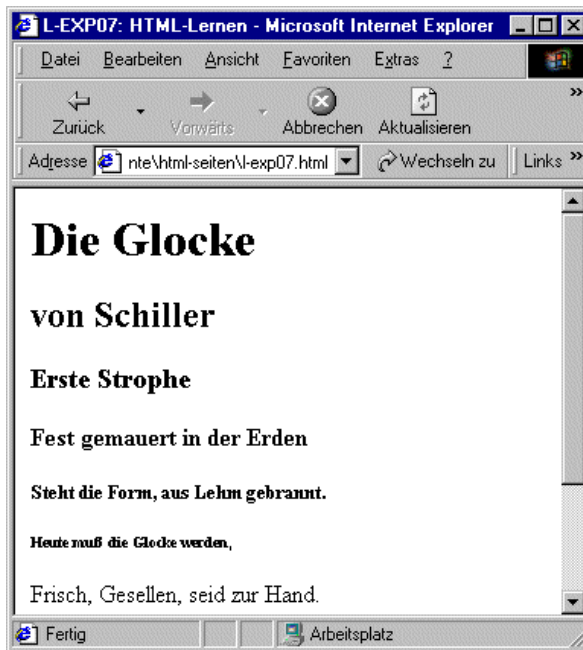 L-EXP07: HTML-Lernen - Microsoft Internet Explorer
Datei Bearbeiten Ansicht Favoriten Extras ?
Zurück Vorwärts Abbrechen Aktualisieren »
Adresse nte\html-seiten\l-exp07.html Wechseln zu Links »
Die Glocke
von Schiller
Erste Strophe
Fest gemauert in der Erden
Steht die Form, aus Lehm gebrannt.
Heute muß die Glocke werden,
Frisch, Gesellen, seid zur Hand.
Fertig Arbeitsplatz